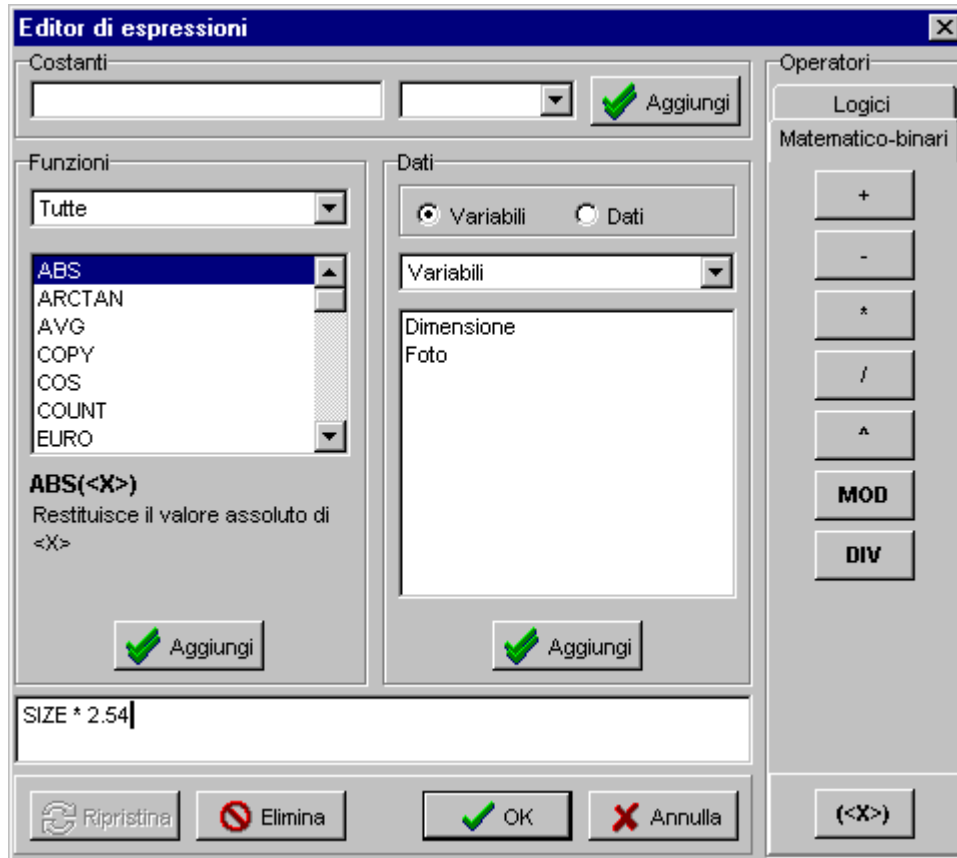 Editor di espressioni
Costanti
Aggiungi
Operatori
Logici
Matematico-binari
+
-
*
/
^
MOD
DIV
(<X>)
Funzioni
Tutte
ABS
ARCTAN
AVG
COPY
COS
COUNT
EURO
ABS(<X>)
Restituisce il valore assoluto di
<X>
Aggiungi
Dati
Variabili Dati
Variabili
Dimensione
Foto
Aggiungi
SIZE * 2.54
Ripristina Elimina OK Annulla